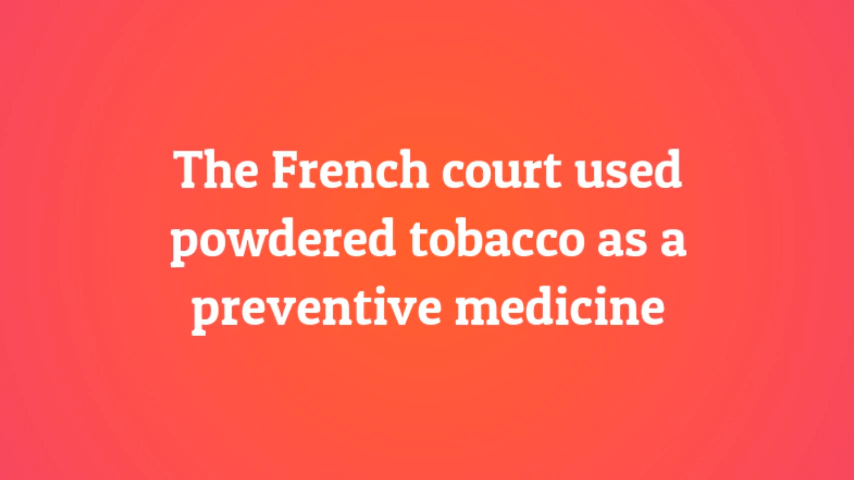 The French court used
powdered tobacco as a
preventive medicine